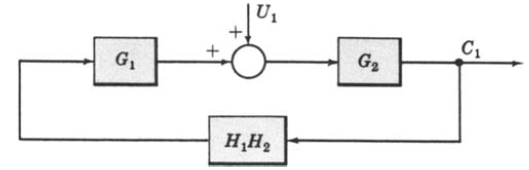 U₁
+
G₁
+
G₂
C₁
H₁H₂